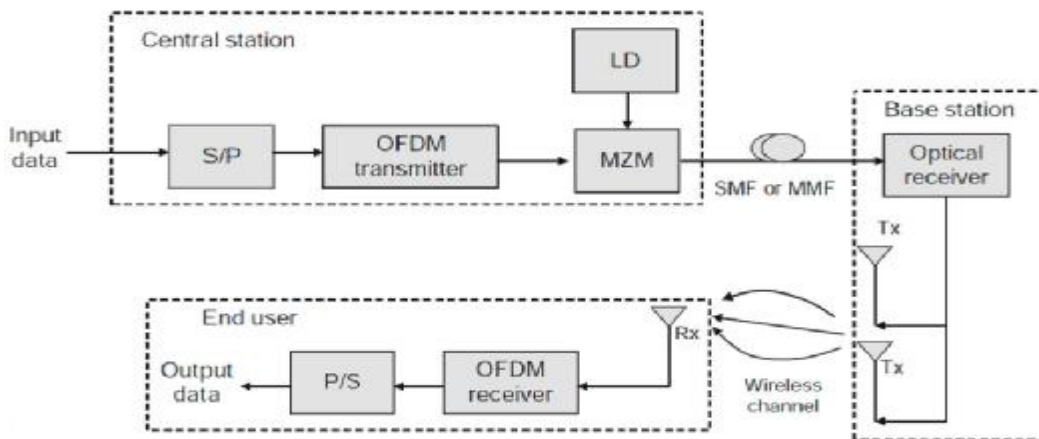 Central station
LD
Input
data
S/P
OFDM
transmitter
MZM
SMF or MMF
Base station
Optical
receiver
Tx
Tx
Wireless
channel
End user
Rx
OFDM
receiver
P/S
Output
data